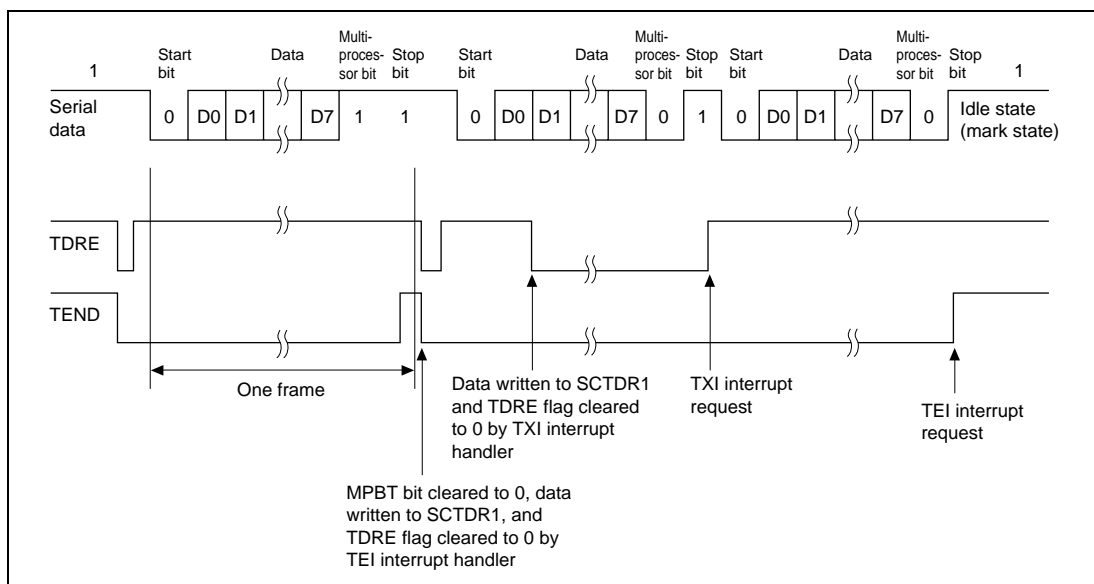 1
Start
bit
Data
Multi-
proces-
sor bit
Stop
bit
Start
bit
Data
Multi-
proces-
sor bit
Stop
bit
Start
bit
Data
Multi-
proces-
sor bit
Stop
bit
1
Serial
data
0 D0 D1 D7 1 1 0 D0 D1 D7 0 1 0 D0 D1 D7 0
Idle state
(mark state)
TDRE
TEND
One frame
Data written to SCTDR1
and TDRE flag cleared
to 0 by TXI interrupt
handler
TXI interrupt
request
TEI interrupt
request
MPBT bit cleared to 0, data
written to SCTDR1, and
TDRE flag cleared to 0 by
TEI interrupt handler